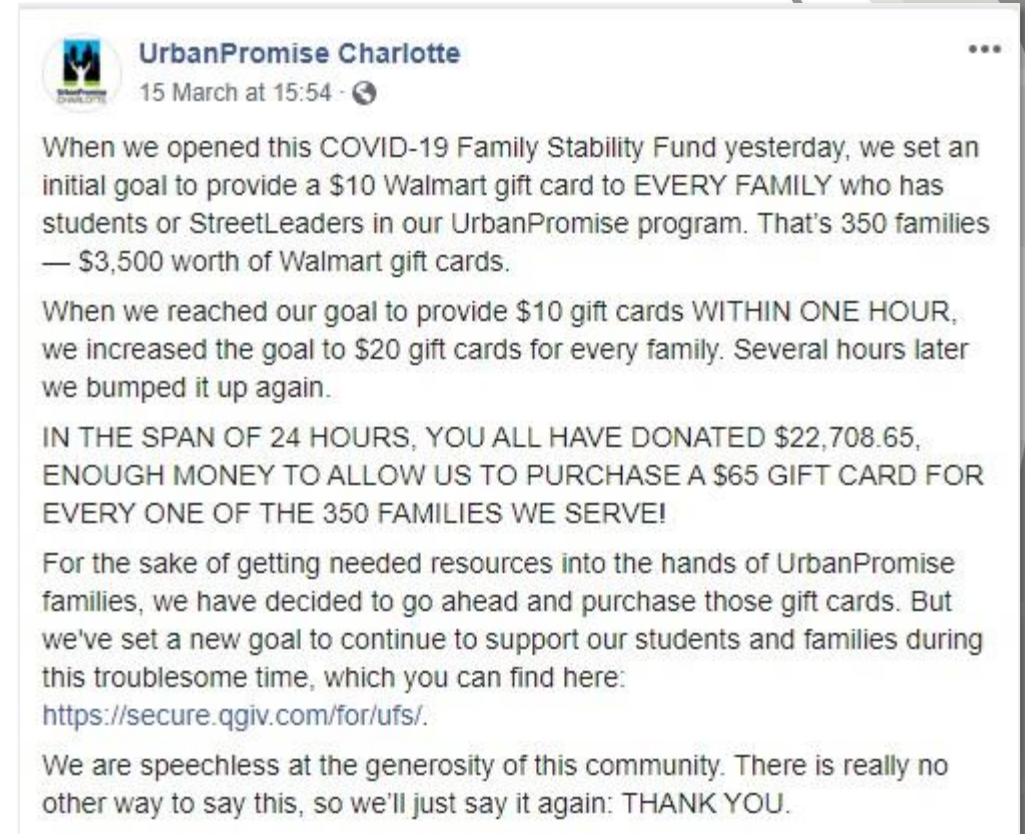 UrbanPromise Charlotte
15 March at 15:54 ·
When we opened this COVID-19 Family Stability Fund yesterday, we set an
initial goal to provide a $10 Walmart gift card to EVERY FAMILY who has
students or StreetLeaders in our UrbanPromise program. That's 350 families
— $3,500 worth of Walmart gift cards.
When we reached our goal to provide $10 gift cards WITHIN ONE HOUR,
we increased the goal to $20 gift cards for every family. Several hours later
we bumped it up again.
IN THE SPAN OF 24 HOURS, YOU ALL HAVE DONATED $22,708.65,
ENOUGH MONEY TO ALLOW US TO PURCHASE A $65 GIFT CARD FOR
EVERY ONE OF THE 350 FAMILIES WE SERVE!
For the sake of getting needed resources into the hands of UrbanPromise
families, we have decided to go ahead and purchase those gift cards. But
we've set a new goal to continue to support our students and families during
this troublesome time, which you can find here:
https://secure.qgiv.com/for/ufs/.
We are speechless at the generosity of this community. There is really no
other way to say this, so we'll just say it again: THANK YOU.